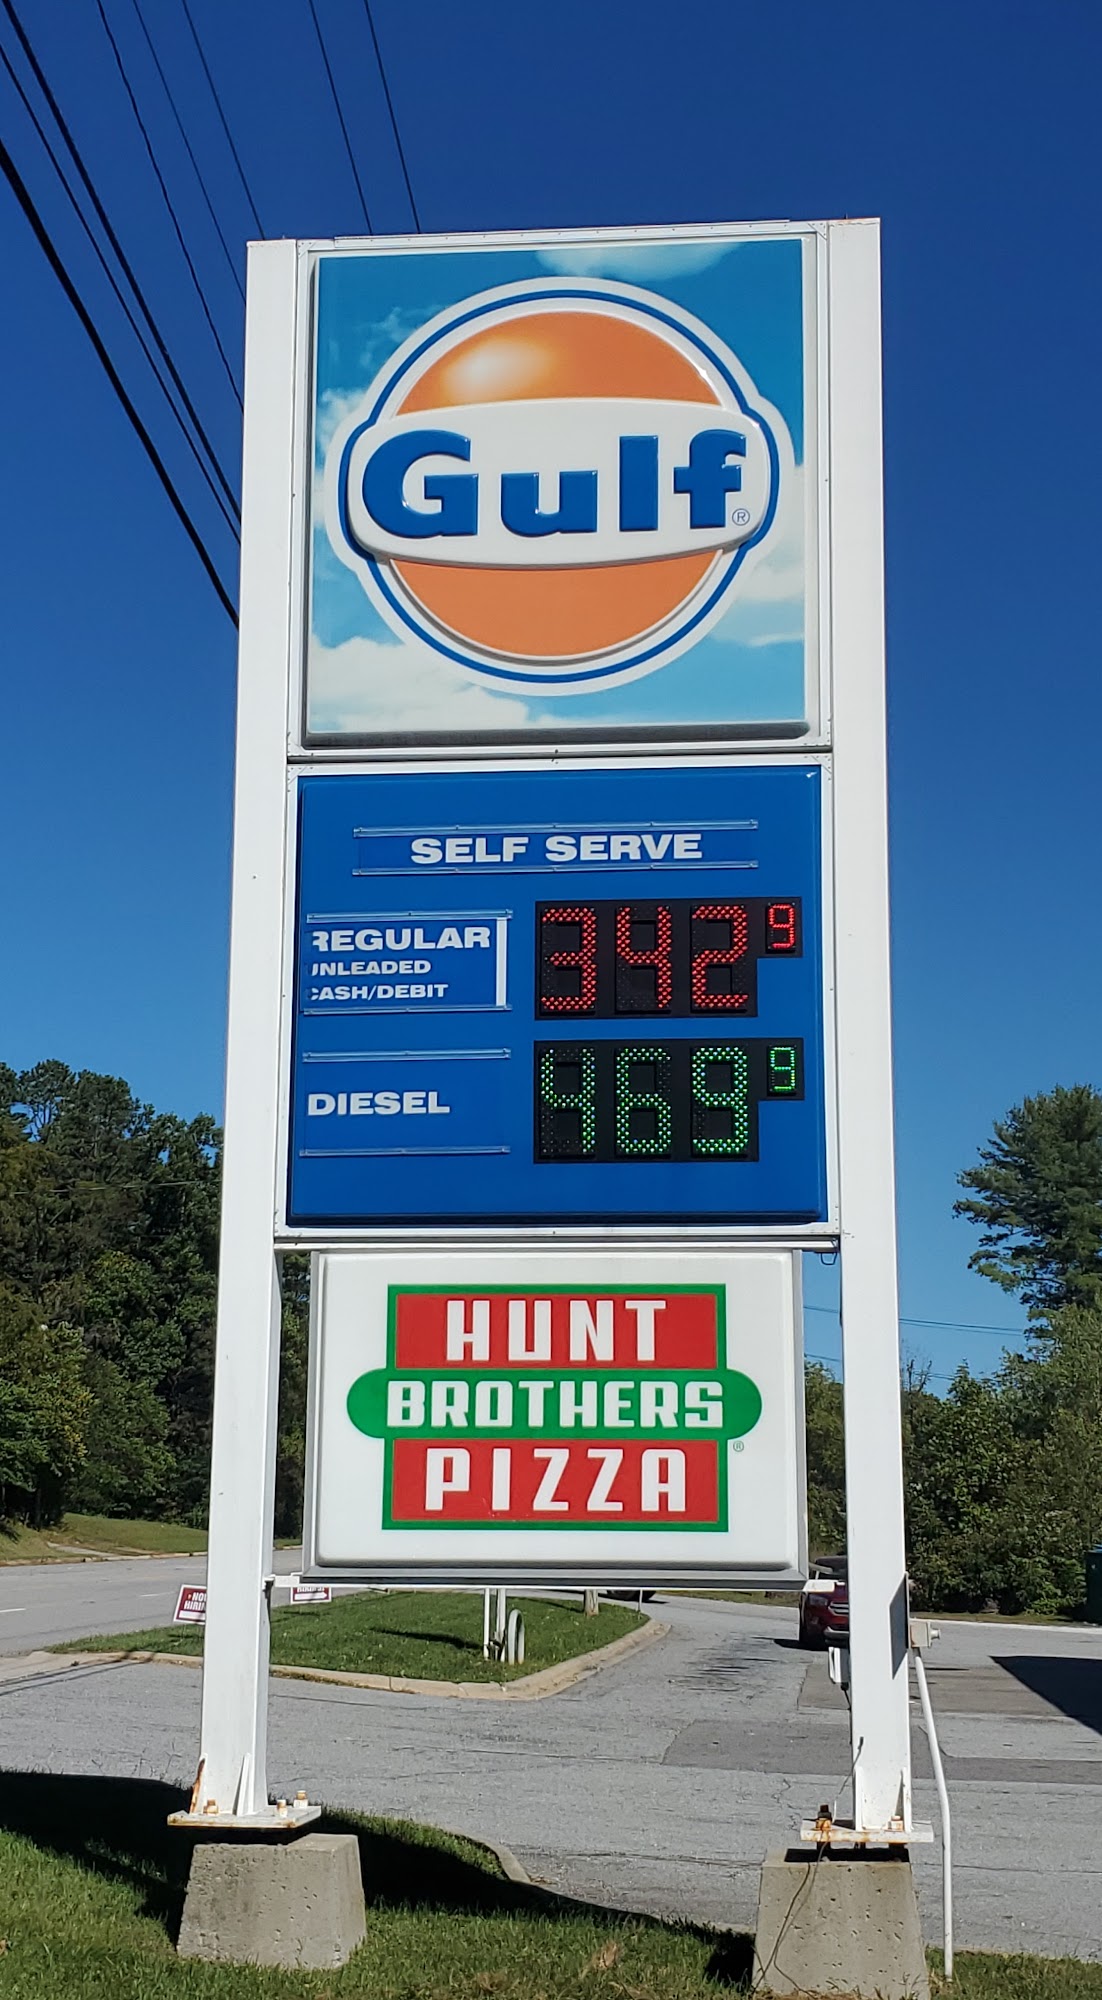 Gulf®
SELF SERVE
REGULAR 342 9
UNLEADED
CASH/DEBIT
DIESEL 469 9
HUNT
BROTHERS
PIZZA®